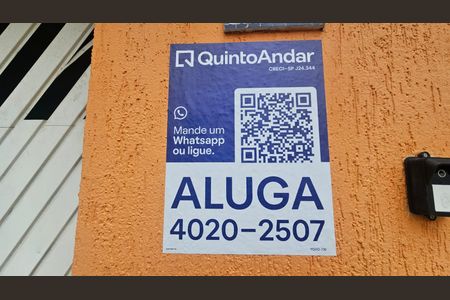 QuintoAndar
CRECI-SP J24.344
Mande um
Whatsapp
ou ligue.
ALUGA
4020-2507